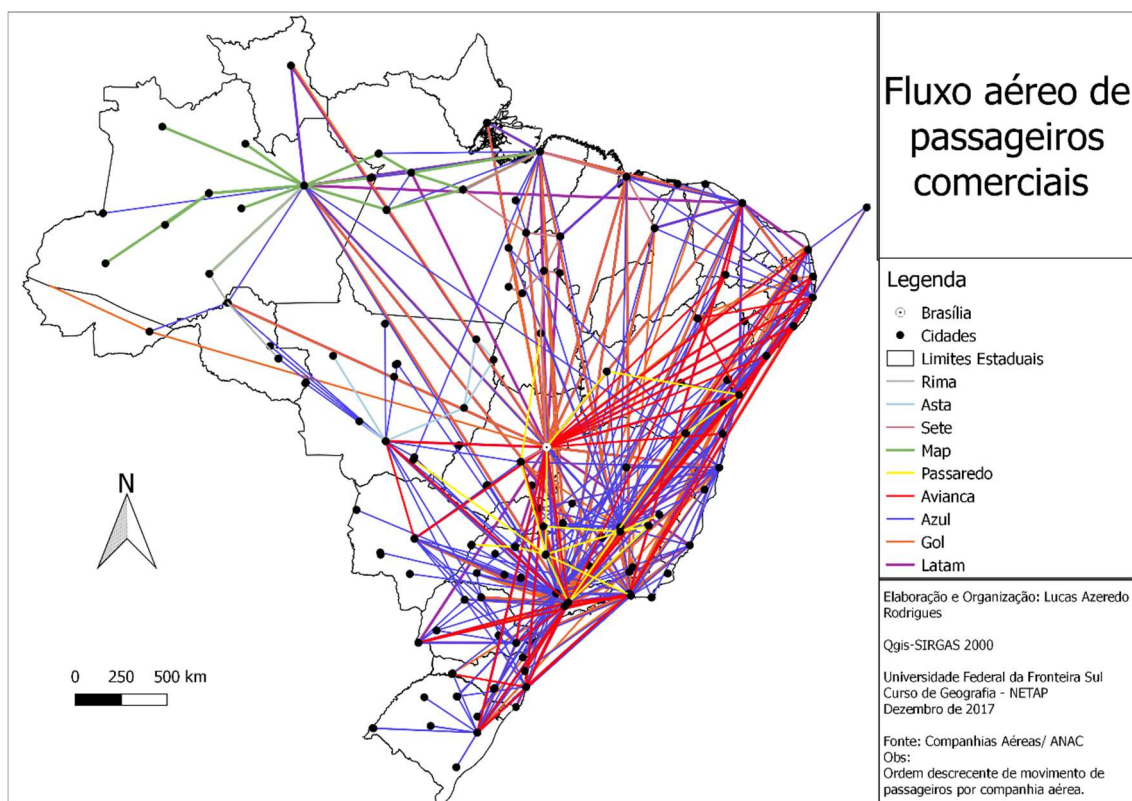 Fluxo aéreo de
passageiros
comerciais
Legenda
Brasília
Cidades
Limites Estaduais
Rima
Asta
Sete
Map
Passaredo
Avianca
Azul
Gol
Latam
N
0 250 500 km
Elaboração e Organização: Lucas Azeredo
Rodrigues
Qgis-SIRGAS 2000
Universidade Federal da Fronteira Sul
Curso de Geografia - NETAP
Dezembro de 2017
Fonte: Companhias Aéreas/ ANAC
Obs:
Ordem descrecente de movimento de
passageiros por companhia aérea.